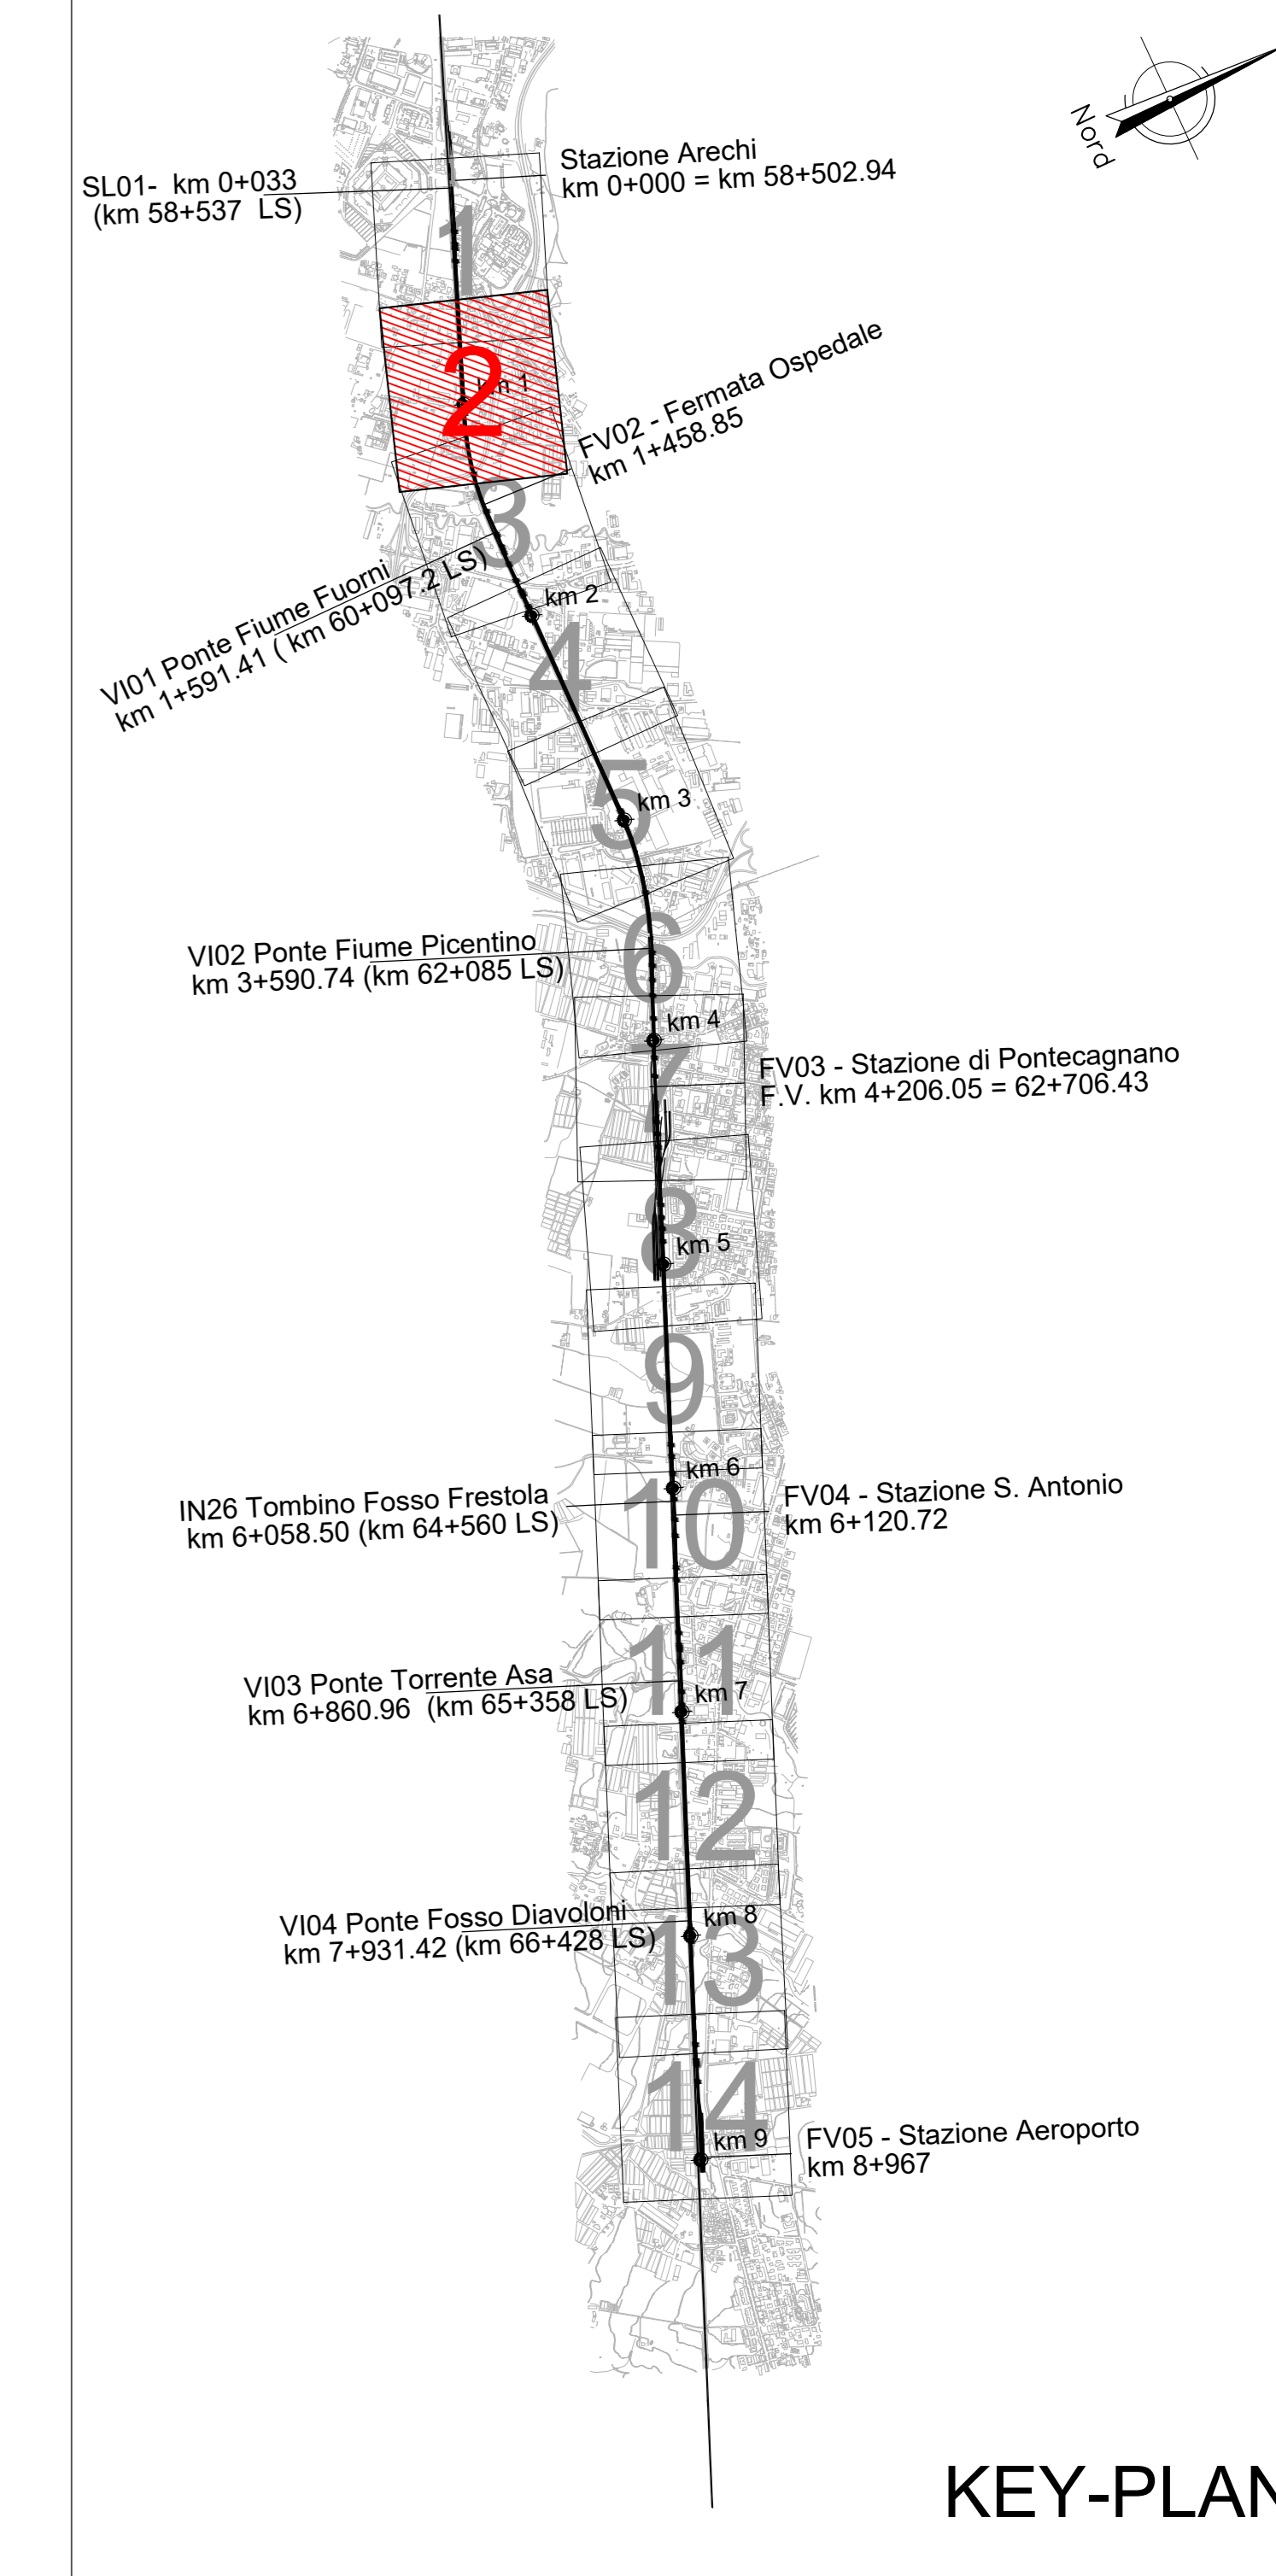 Nord
Stazione Arechi
km 0+000 = km 58+502.94
SL01-  km 0+033
(km 58+537  LS)
1
2
km 1
FV02 - Fermata Ospedale
km 1+458.85
3
VI01 Ponte Fiume Fuorni
km 1+591.41 ( km 60+097.2 LS)
km 2
4
5
km 3
6
VI02 Ponte Fiume Picentino
km 3+590.74 (km 62+085 LS)
km 4
7
FV03 - Stazione di Pontecagnano
F.V. km 4+206.05 = 62+706.43
8
km 5
9
km 6
10
IN26 Tombino Fosso Frestola
km 6+058.50 (km 64+560 LS)
FV04 - Stazione S. Antonio
km 6+120.72
11
VI03 Ponte Torrente Asa
km 6+860.96  (km 65+358 LS)
km 7
12
VI04 Ponte Fosso Diavoloni
km 7+931.42 (km 66+428 LS)
km 8
13
14
km 9
FV05 - Stazione Aeroporto
km 8+967
KEY-PLAN